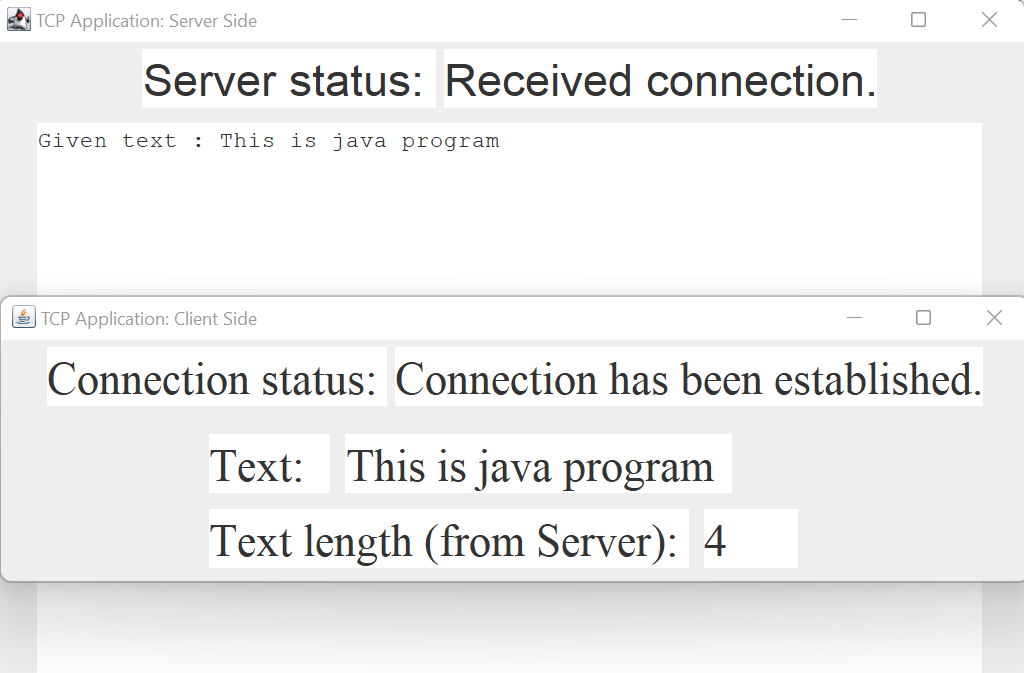 TCP Application: Server Side
Server status: Received connection.
Given text : This is java program
TCP Application: Client Side
Connection status: Connection has been established.
Text: This is java program
Text length (from Server): 4